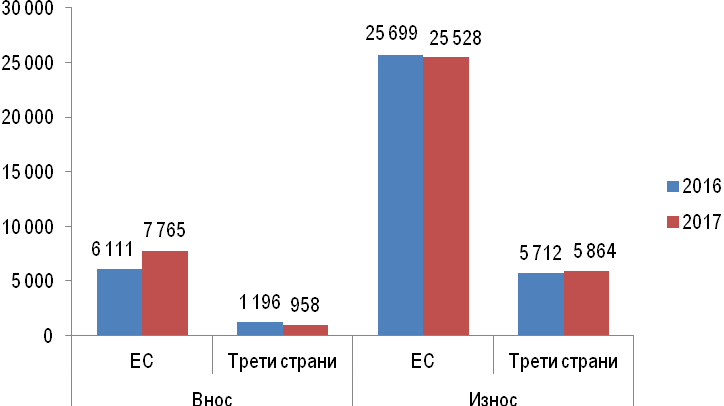 30 000
25 000
20 000
15 000
10 000
5 000
0
6 111
7 765
1 196
958
25 699
25 528
5 712
5 864
ЕС
Трети страни
ЕС
Трети страни
Внос
Износ
2016
2017